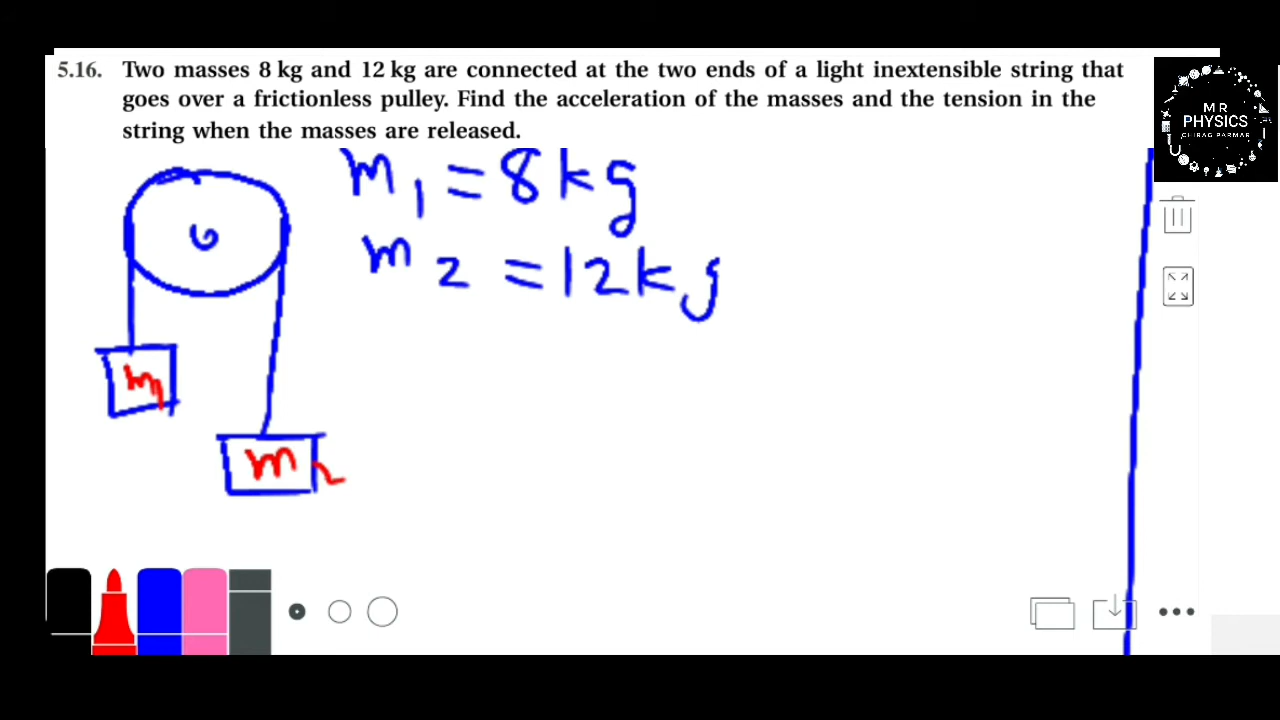 5.16. Two masses 8 kg and 12 kg are connected at the two ends of a light inextensible string that
goes over a frictionless pulley. Find the acceleration of the masses and the tension in the
string when the masses are released.
M R
PHYSICS
CHIRAG PARMAR
m1 = 8kg
m2 = 12kg
m1
m2